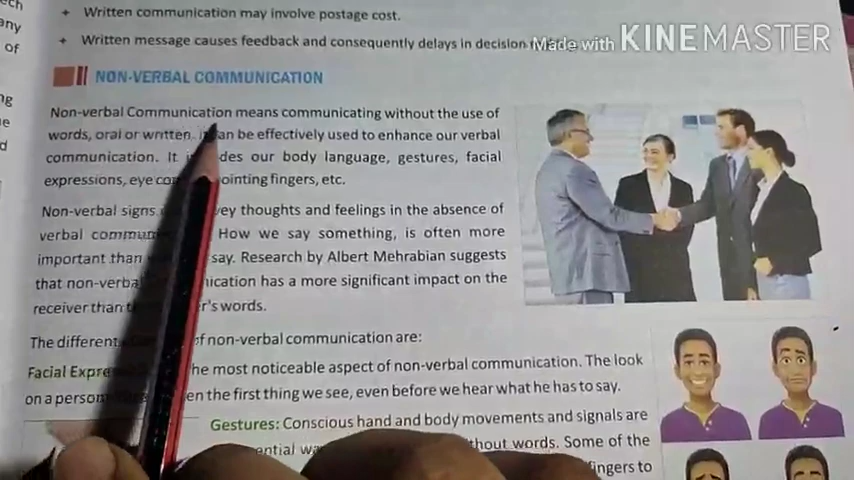 ech
any
of
ng
e
d
+ Written communication may involve postage cost.
+ Written message causes feedback and consequently delays in decision
Made with KINEMASTER
NON-VERBAL COMMUNICATION
Non-verbal Communication means communicating without the use of
words, oral or written. can be effectively used to enhance our verbal
communication. It our body language, gestures, facial
expressions, eye pointing fingers, etc.
Non-verbal signs thoughts and feelings in the absence of
verbal How we say something, is often more
important than say. Research by Albert Mehrabian suggests
that non-verbal has a more significant impact on the
receiver than words.
The different of non-verbal communication are:
Facial the most noticeable aspect of non-verbal communication. The look
on a person the first thing we see, even before we hear what he has to say.
Gestures: Conscious hand and body movements and signals are
without words. Some of the
fingers to